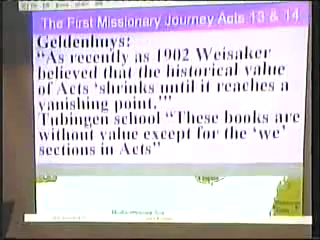 The First Missionary Journey Acts 13 & 14
Geldenhuys:
“As recently as 1902 Weisaker
believed that the historical value
of Acts ‘shrinks until it reaches a
vanishing point.’”
Tubingen school “These books are
without value except for the ‘we’
sections in Acts”